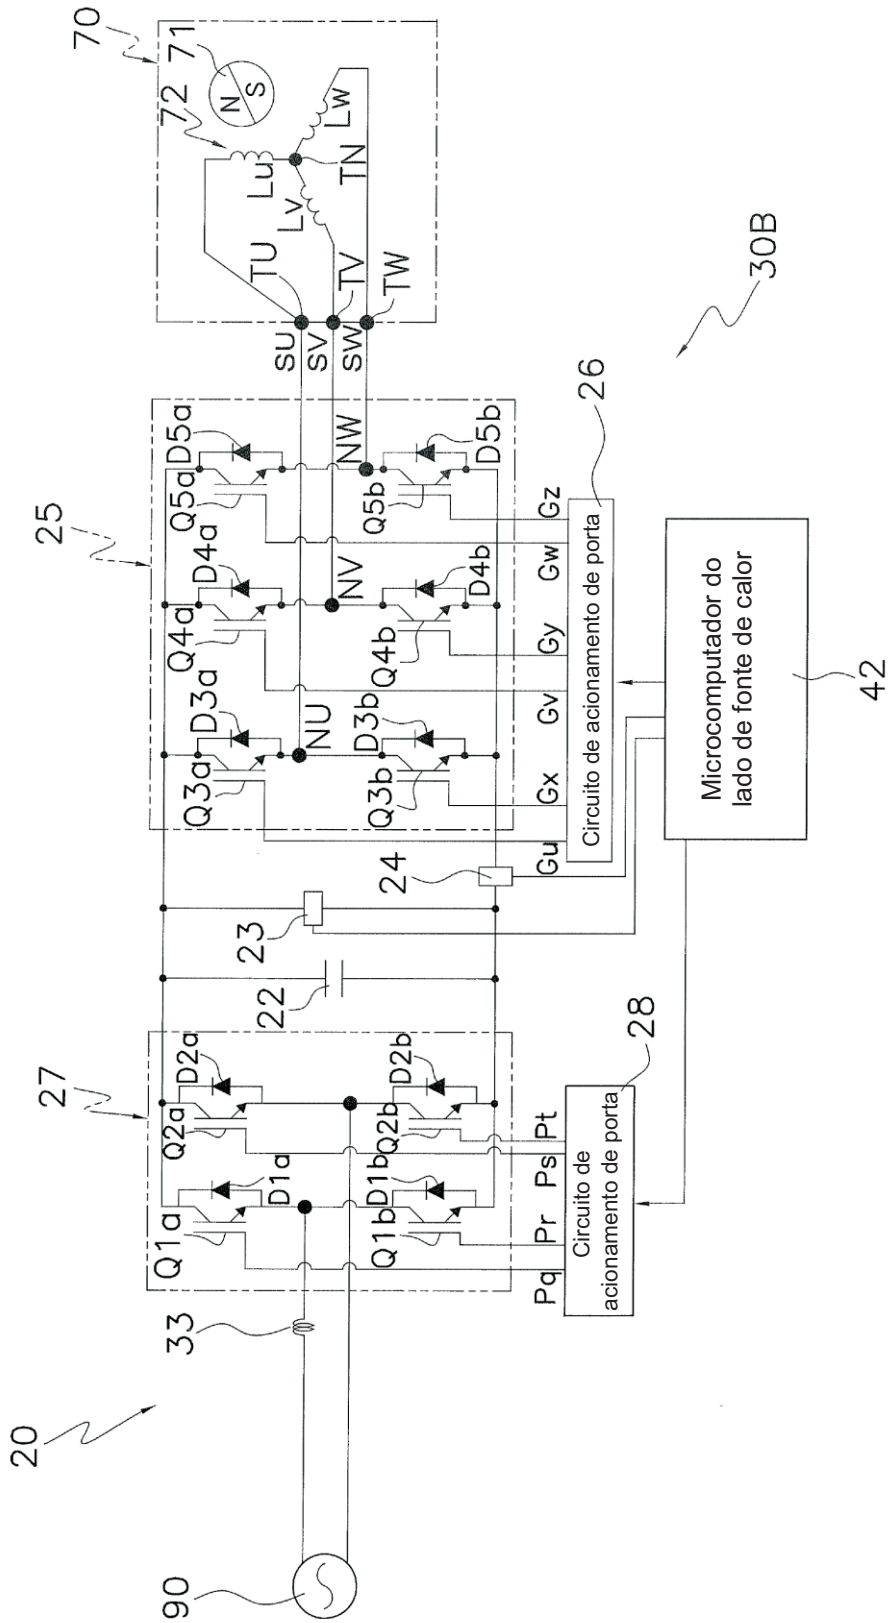 20
90
33
27
Q1a
D1a
Q2a
D2a
Q1b
D1b
Q2b
D2b
Pq
Pr
Ps
Pt
Circuito de
acionamento de porta
28
22
23
24
25
Q3a
D3a
Q4a
D4a
Q5a
D5a
NU
NV
NW
Q3b
D3b
Q4b
D4b
Q5b
D5b
Gu
Gx
Gv
Gy
Gw
Gz
Circuito de acionamento de porta
26
Microcomputador do
lado de fonte de calor
42
30B
SU
SV
SW
TU
TV
TW
70
71
72
N
S
Lu
Lv
Lw
TN